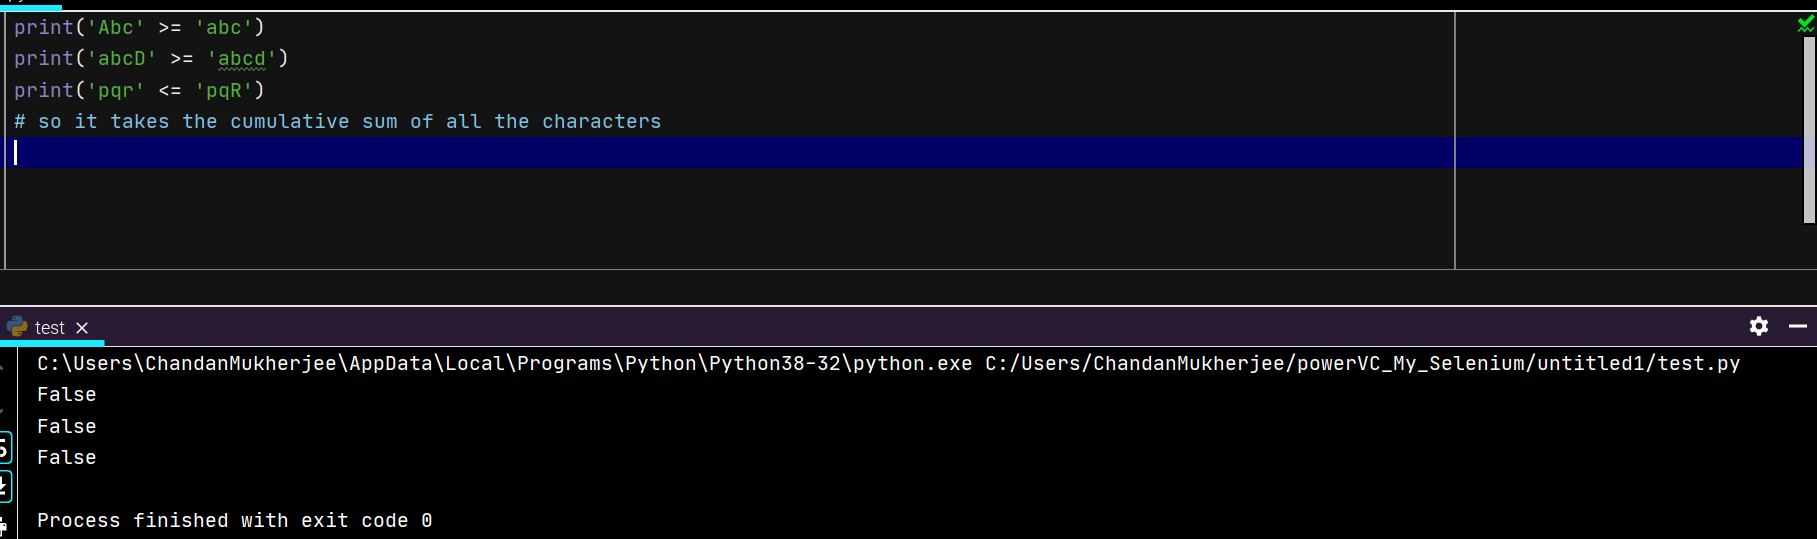 print('Abc' >= 'abc')
print('abcD' >= 'abcd')
print('pqr' <= 'pqR')
# so it takes the cumulative sum of all the characters
test
C:\Users\ChandanMukherjee\AppData\Local\Programs\Python\Python38-32\python.exe C:/Users/ChandanMukherjee/powerVC_My_Selenium/untitled1/test.py
False
False
False
Process finished with exit code 0